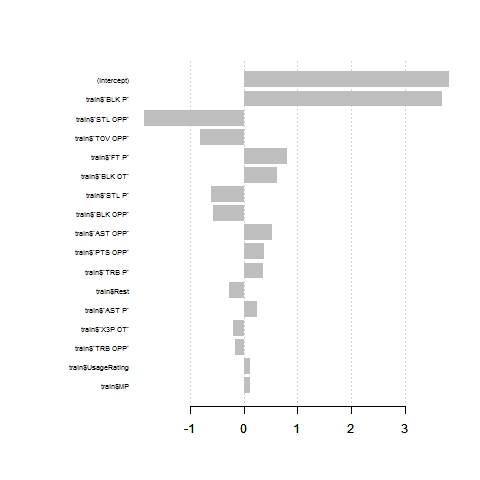 (Intercept)
train$`BLK P`
train$`STL OPP`
train$`TOV OPP`
train$`FT P`
train$`BLK OT`
train$`STL P`
train$`BLK OPP`
train$`AST OPP`
train$`PTS OPP`
train$`TRB P`
train$Rest
train$`AST P`
train$`X3P OT`
train$`TRB OPP`
train$UsageRating
train$MP
-1 0 1 2 3